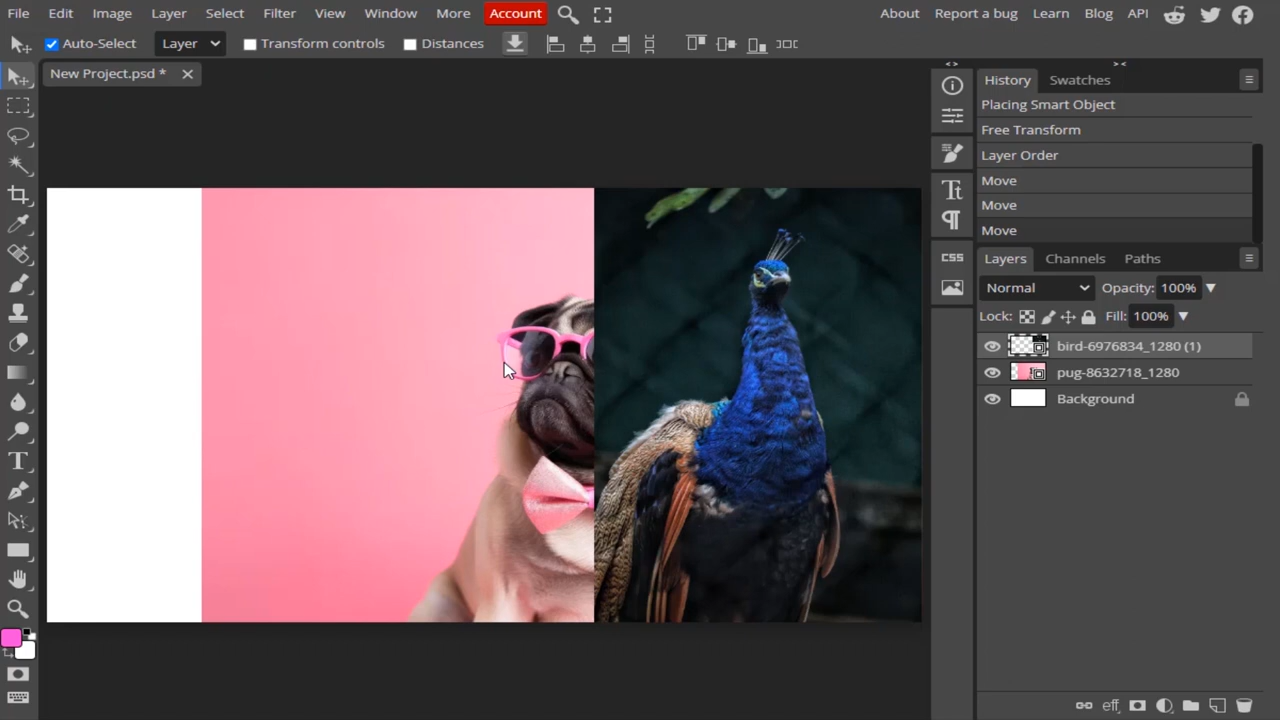 File Edit Image Layer Select Filter View Window More Account About Report a bug Learn Blog API
Auto-Select Layer Transform controls Distances
New Project.psd *
History Swatches
Placing Smart Object
Free Transform
Layer Order
Move
Move
Move
Tt
CSS
Layers Channels Paths
Normal Opacity: 100%
Lock: Fill: 100%
bird-6976834_1280 (1)
pug-8632718_1280
Background
T
eff